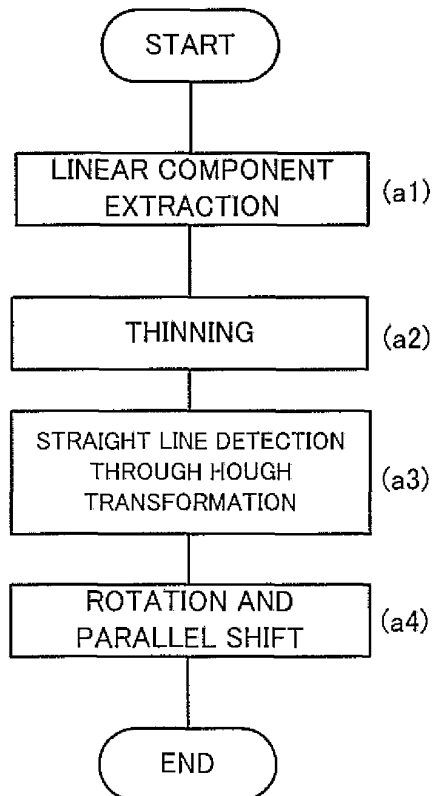 START
LINEAR COMPONENT
EXTRACTION
(a1)
THINNING
(a2)
STRAIGHT LINE DETECTION
THROUGH HOUGH
TRANSFORMATION
(a3)
ROTATION AND
PARALLEL SHIFT
(a4)
END